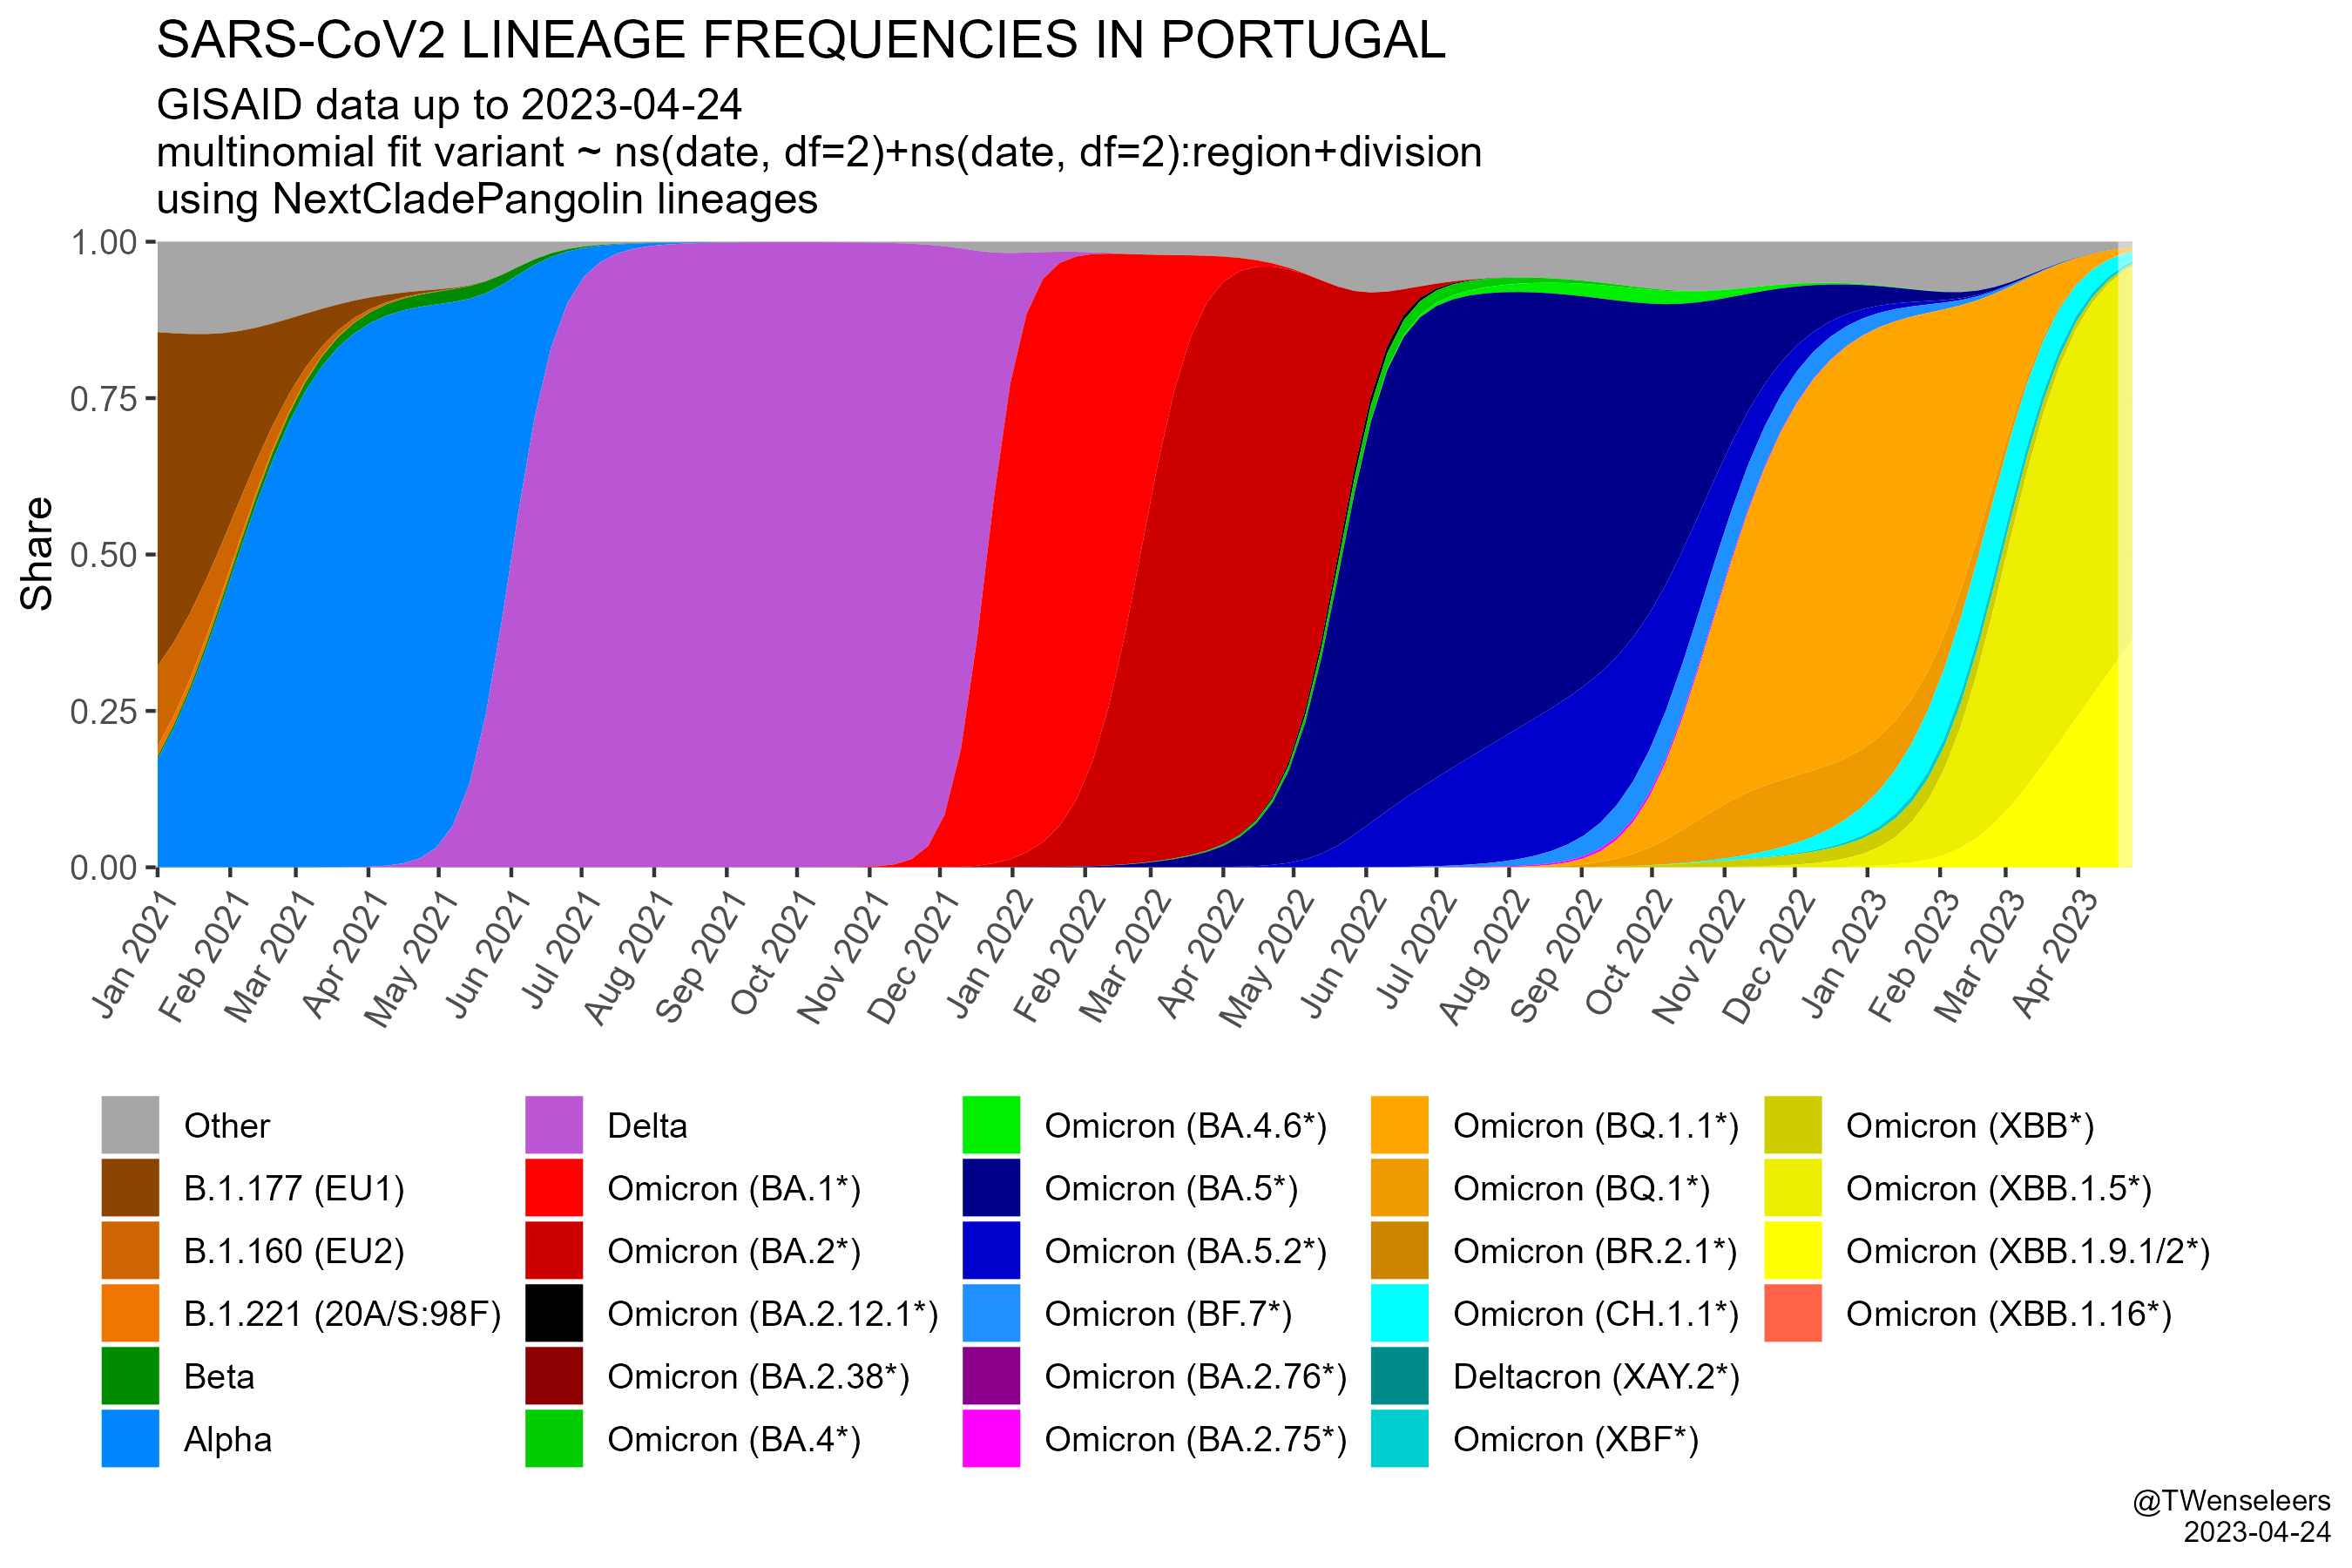 SARS-CoV2 LINEAGE FREQUENCIES IN PORTUGAL
GISAID data up to 2023-04-24
multinomial fit variant ~ ns(date, df=2)+ns(date, df=2):region+division
using NextCladePangolin lineages
Share
1.00
0.75
0.50
0.25
0.00
Jan 2021
Feb 2021
Mar 2021
Apr 2021
May 2021
Jun 2021
Jul 2021
Aug 2021
Sep 2021
Oct 2021
Nov 2021
Dec 2021
Jan 2022
Feb 2022
Mar 2022
Apr 2022
May 2022
Jun 2022
Jul 2022
Aug 2022
Sep 2022
Oct 2022
Nov 2022
Dec 2022
Jan 2023
Feb 2023
Mar 2023
Apr 2023
Other
B.1.177 (EU1)
B.1.160 (EU2)
B.1.221 (20A/S:98F)
Beta
Alpha
Delta
Omicron (BA.1*)
Omicron (BA.2*)
Omicron (BA.2.12.1*)
Omicron (BA.2.38*)
Omicron (BA.4*)
Omicron (BA.4.6*)
Omicron (BA.5*)
Omicron (BA.5.2*)
Omicron (BF.7*)
Omicron (BA.2.76*)
Omicron (BA.2.75*)
Omicron (BQ.1.1*)
Omicron (BQ.1*)
Omicron (BR.2.1*)
Omicron (CH.1.1*)
Deltacron (XAY.2*)
Omicron (XBF*)
Omicron (XBB*)
Omicron (XBB.1.5*)
Omicron (XBB.1.9.1/2*)
Omicron (XBB.1.16*)
@TWenseleers
2023-04-24